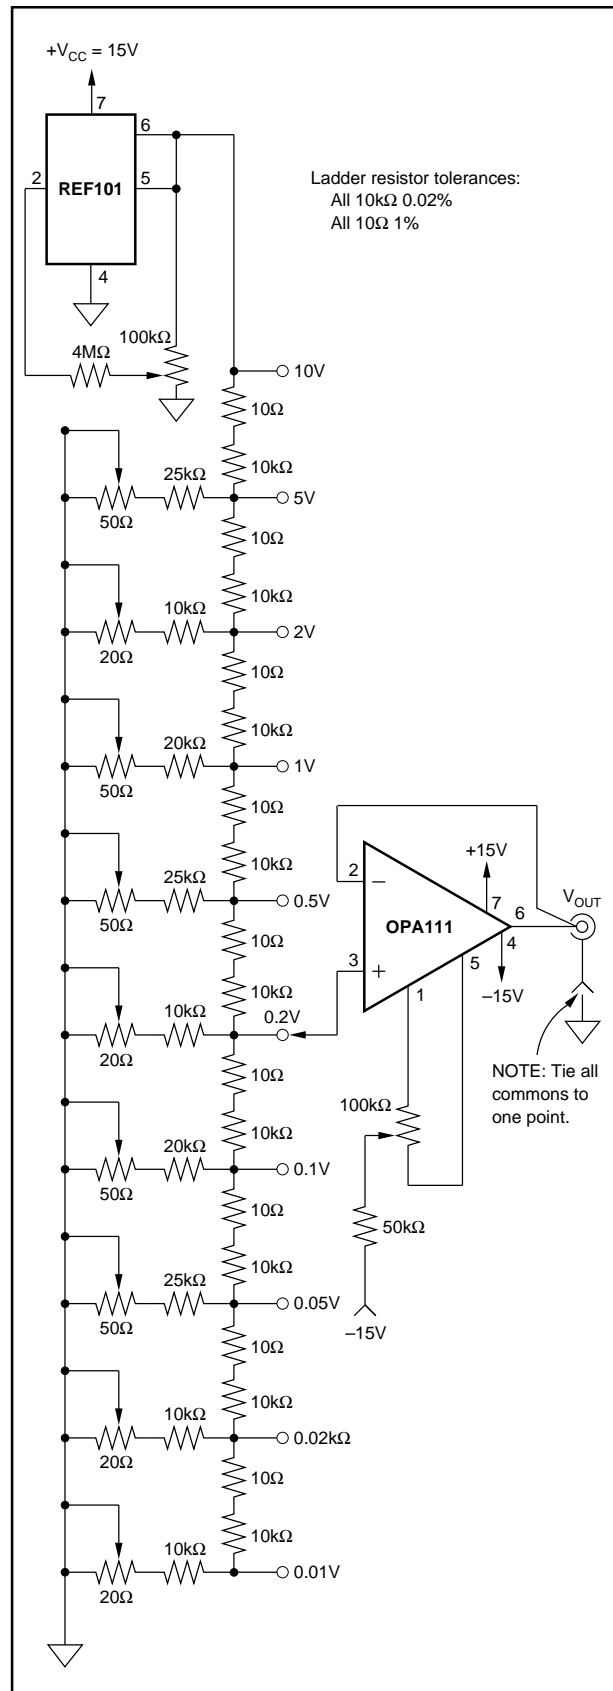 +VCC = 15V
7
6
2
REF101
5
4
Ladder resistor tolerances:
All 10kΩ 0.02%
All 10Ω 1%
100kΩ
4MΩ
10V
10Ω
10kΩ
25kΩ
5V
50Ω
10Ω
10kΩ
10kΩ
2V
20Ω
10Ω
10kΩ
20kΩ
1V
50Ω
10Ω
10kΩ
25kΩ
0.5V
50Ω
10Ω
10kΩ
10kΩ
0.2V
20Ω
10Ω
10kΩ
20kΩ
0.1V
50Ω
10Ω
10kΩ
25kΩ
0.05V
50Ω
10Ω
10kΩ
10kΩ
0.02kΩ
20Ω
10Ω
10kΩ
10kΩ
0.01V
20Ω
+15V
2
–
7
6
VOUT
OPA111
4
3
+
5
–15V
1
NOTE: Tie all
commons to
one point.
100kΩ
50kΩ
–15V